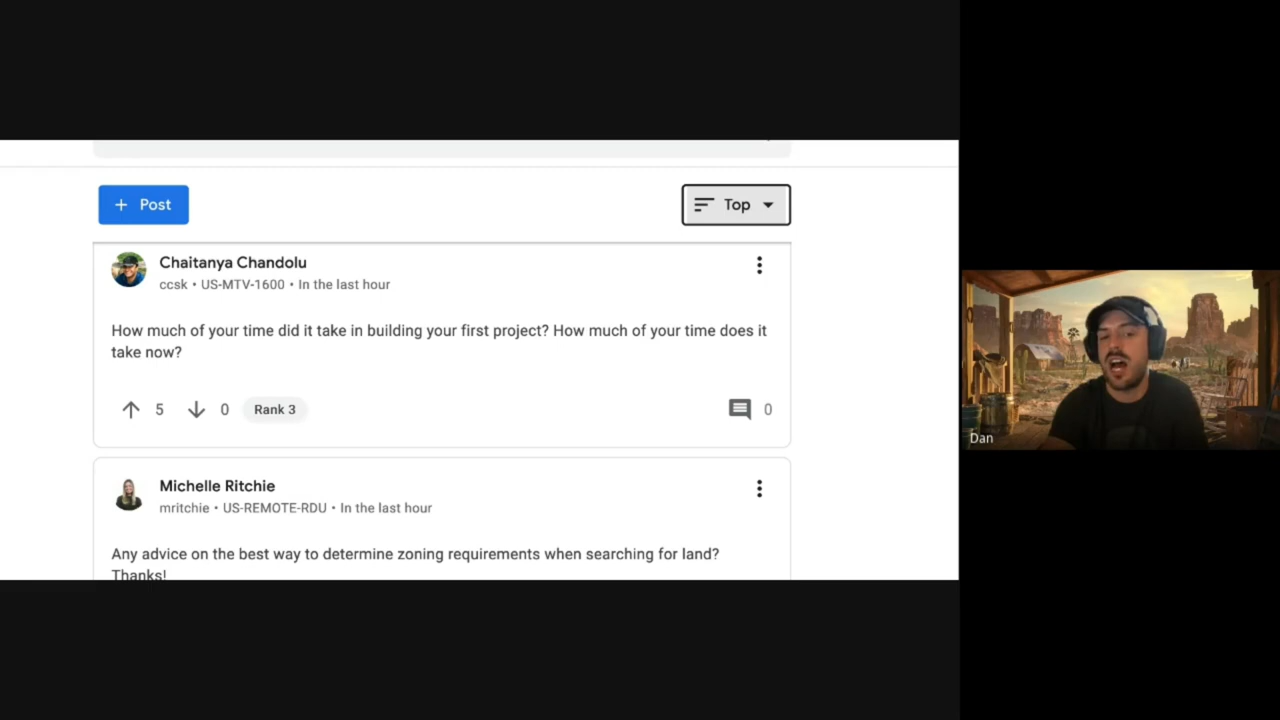 + Post
Top
Chaitanya Chandolu
ccsk • US-MTV-1600 • In the last hour
How much of your time did it take in building your first project? How much of your time does it
take now?
5 0 Rank 3 0
Michelle Ritchie
mritchie • US-REMOTE-RDU • In the last hour
Any advice on the best way to determine zoning requirements when searching for land?
Thanks!
Dan